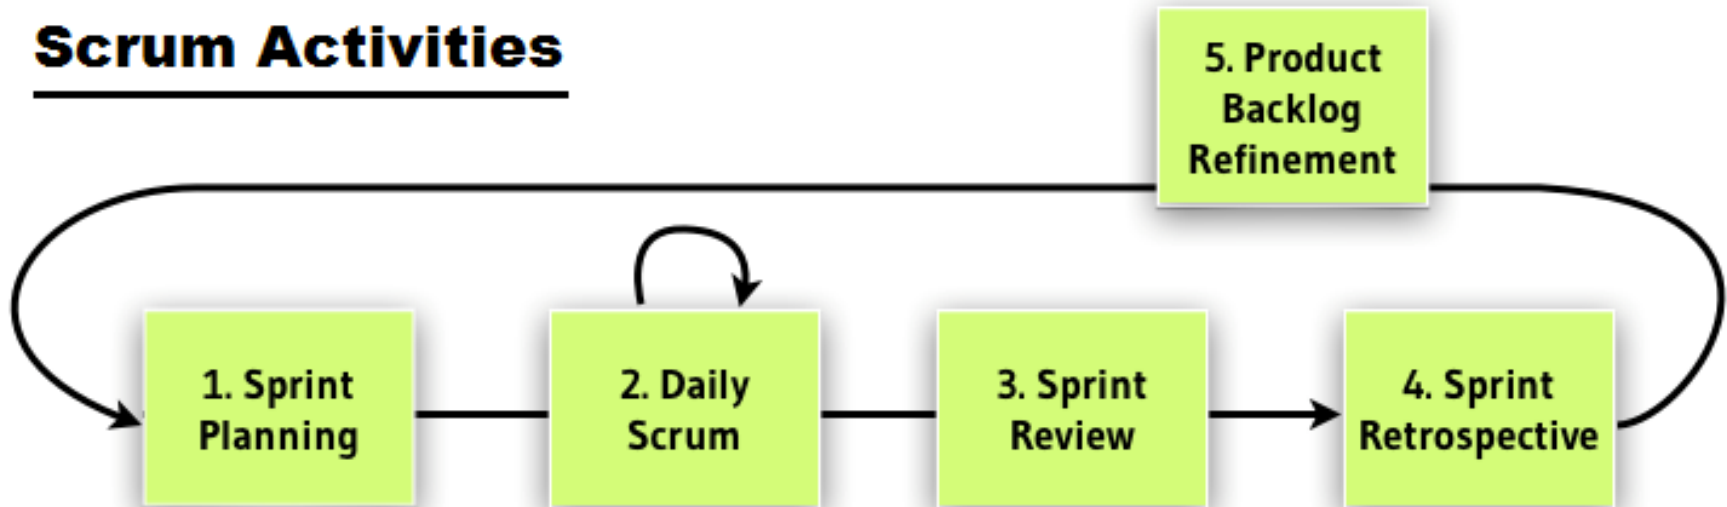 Scrum Activities
5. Product
Backlog
Refinement
1. Sprint
Planning
2. Daily
Scrum
3. Sprint
Review
4. Sprint
Retrospective